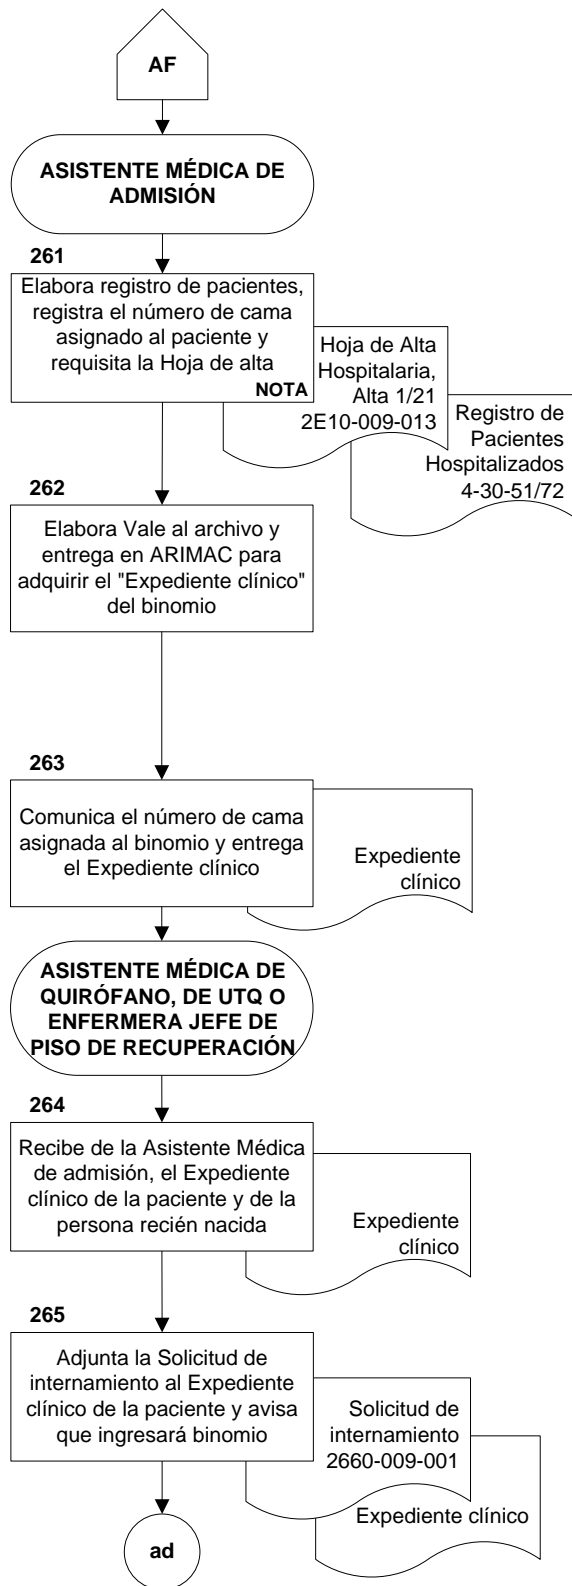 AF
ASISTENTE MÉDICA DE
ADMISIÓN
261
Elabora registro de pacientes,
registra el número de cama
asignado al paciente y
requisita la Hoja de alta
NOTA
Hoja de Alta
Hospitalaria,
Alta 1/21
2E10-009-013
Registro de
Pacientes
Hospitalizados
4-30-51/72
262
Elabora Vale al archivo y
entrega en ARIMAC para
adquirir el "Expediente clínico"
del binomio
263
Comunica el número de cama
asignada al binomio y entrega
el Expediente clínico
Expediente
clínico
ASISTENTE MÉDICA DE
QUIRÓFANO, DE UTQ O
ENFERMERA JEFE DE
PISO DE RECUPERACIÓN
264
Recibe de la Asistente Médica
de admisión, el Expediente
clínico de la paciente y de la
persona recién nacida
Expediente
clínico
265
Adjunta la Solicitud de
internamiento al Expediente
clínico de la paciente y avisa
que ingresará binomio
Solicitud de
internamiento
2660-009-001
Expediente clínico
ad